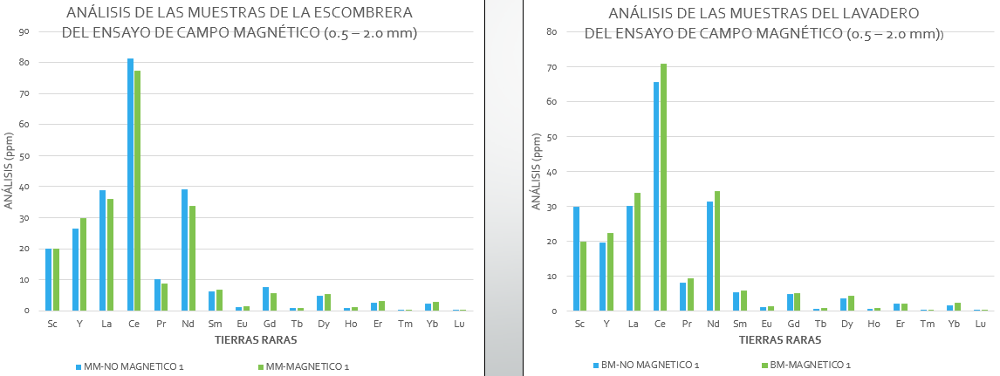 ANÁLISIS DE LAS MUESTRAS DE LA ESCOMBRERA
DEL ENSAYO DE CAMPO MAGNÉTICO (0.5 – 2.0 mm)
90
80
70
60
50
40
30
20
10
0
ANÁLISIS (ppm)
Sc Y La Ce Pr Nd Sm Eu Gd Tb Dy Ho Er Tm Yb Lu
TIERRAS RARAS
MM-NO MAGNETICO 1 MM-MAGNETICO 1
ANÁLISIS DE LAS MUESTRAS DEL LAVADERO
DEL ENSAYO DE CAMPO MAGNÉTICO (0.5 – 2.0 mm))
80
70
60
50
40
30
20
10
0
ANÁLISIS (ppm)
Sc Y La Ce Pr Nd Sm Eu Gd Tb Dy Ho Er Tm Yb Lu
TIERRAS RARAS
BM-NO MAGNETICO 1 BM-MAGNETICO 1